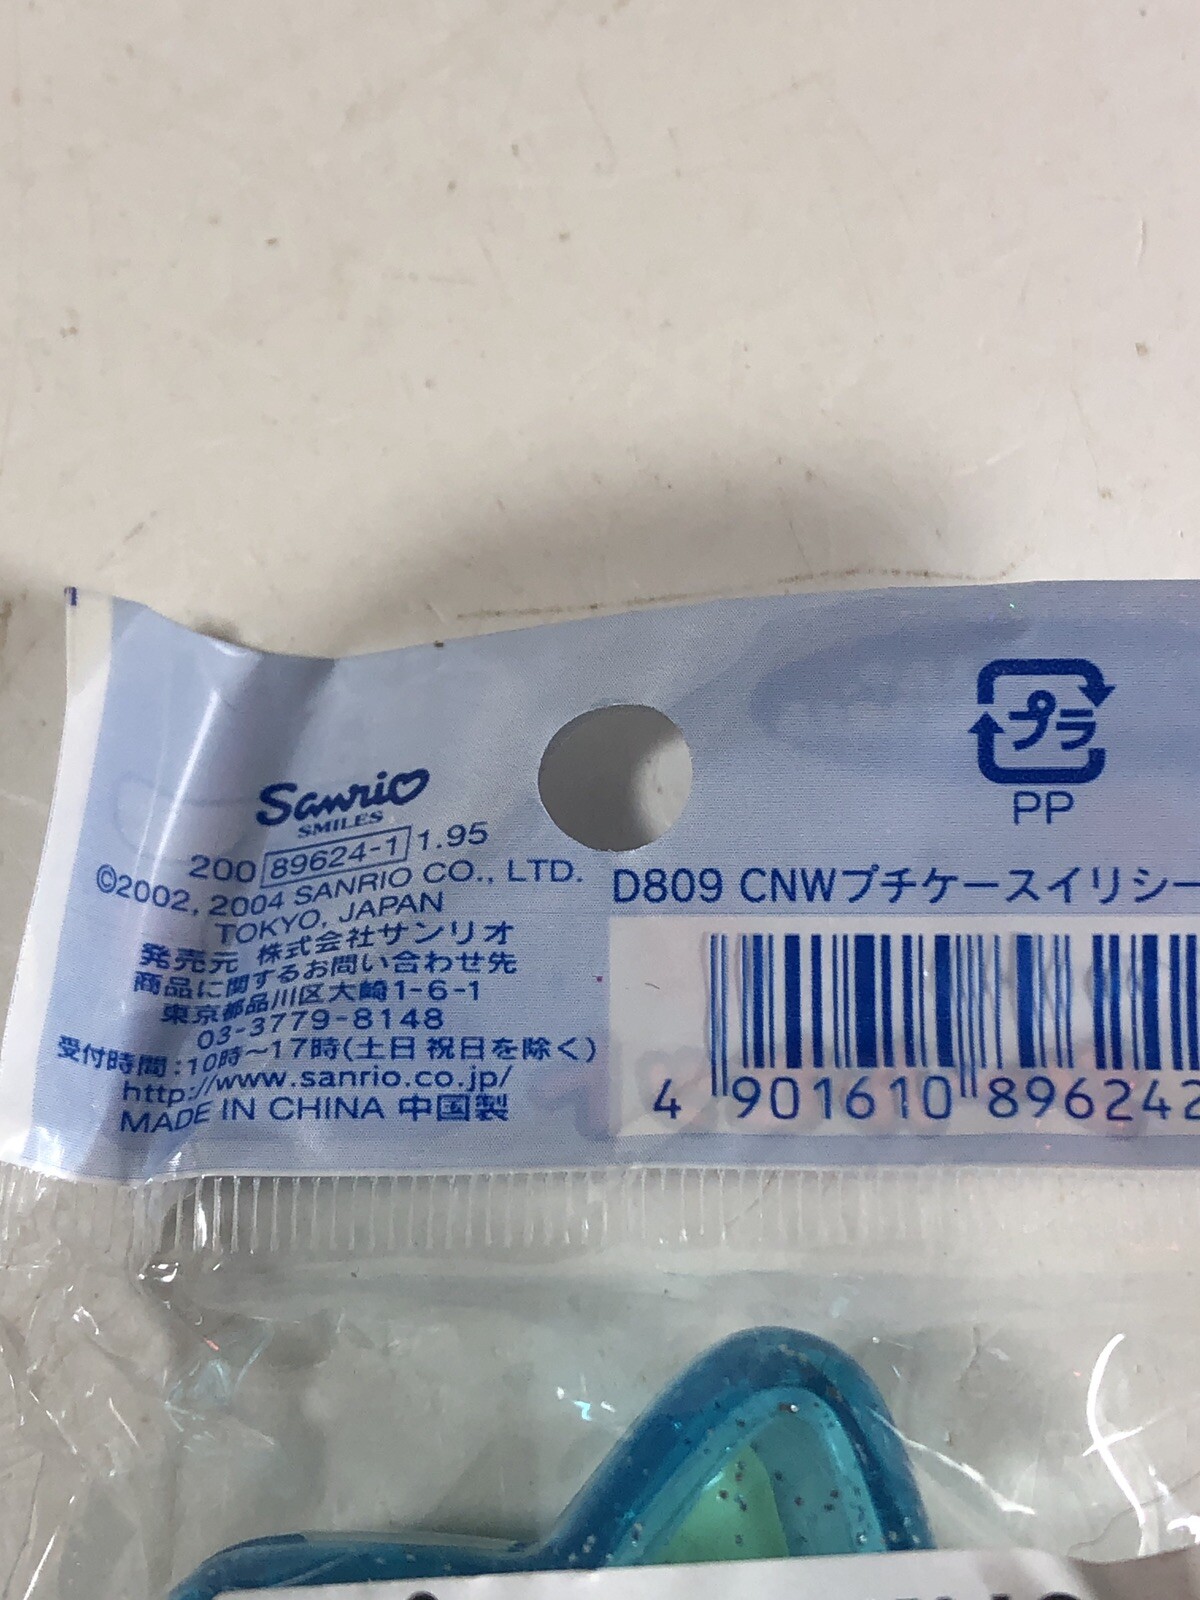 Sanrio
SMILES
200 89624-1 1.95
©2002, 2004 SANRIO CO., LTD.
TOKYO, JAPAN
発売元 株式会社サンリオ
商品に関するお問い合わせ先
東京都品川区大崎1-6-1
03-3779-8148
受付時間:10時～17時(土日 祝日を除く)
http://www.sanrio.co.jp/
MADE IN CHINA 中国製
プラ
PP
D809 CNWプチケースイリシー
4 901610 896242